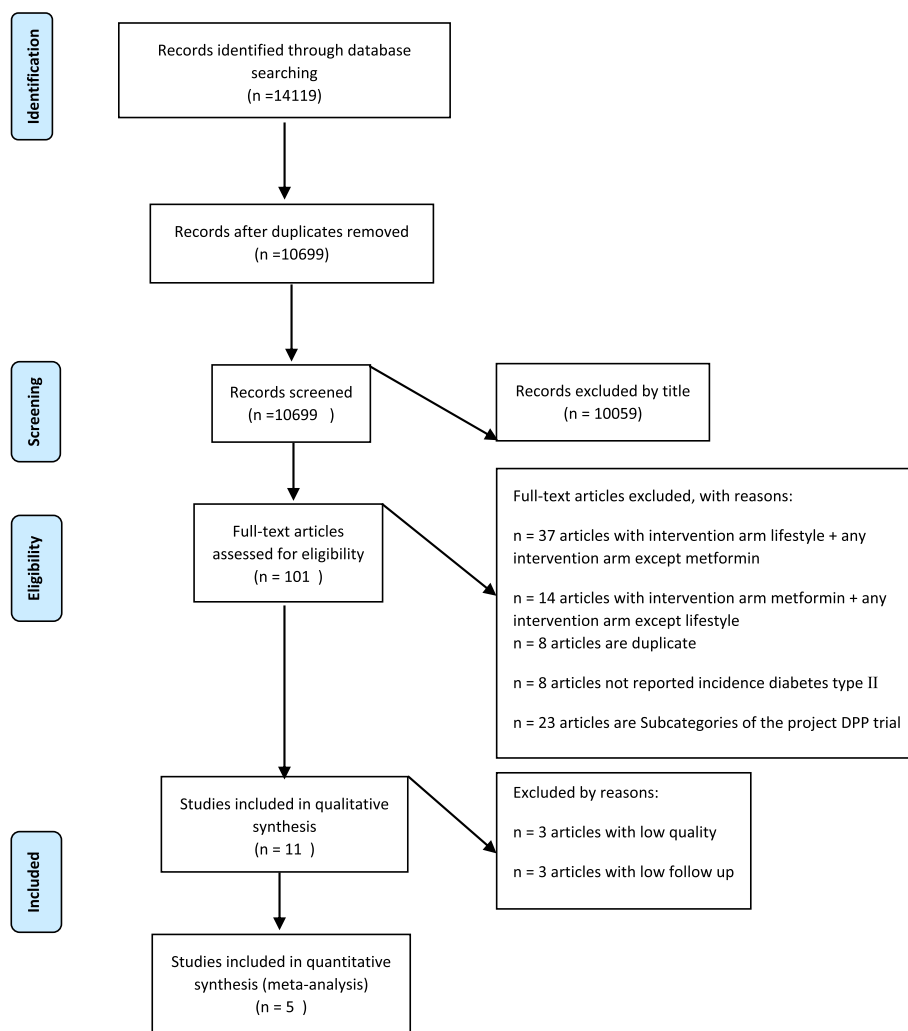 Identification
Records identified through database
searching
(n =14119)
Records after duplicates removed
(n =10699)
Screening
Records screened
(n =10699 )
Records excluded by title
(n = 10059)
Eligibility
Full-text articles
assessed for eligibility
(n = 101 )
Full-text articles excluded, with reasons:
n = 37 articles with intervention arm lifestyle + any
intervention arm except metformin
n = 14 articles with intervention arm metformin + any
intervention arm except lifestyle
n = 8 articles are duplicate
n = 8 articles not reported incidence diabetes type II
n = 23 articles are Subcategories of the project DPP trial
Included
Studies included in qualitative
synthesis
(n = 11 )
Excluded by reasons:
n = 3 articles with low quality
n = 3 articles with low follow up
Studies included in quantitative
synthesis (meta-analysis)
(n = 5 )